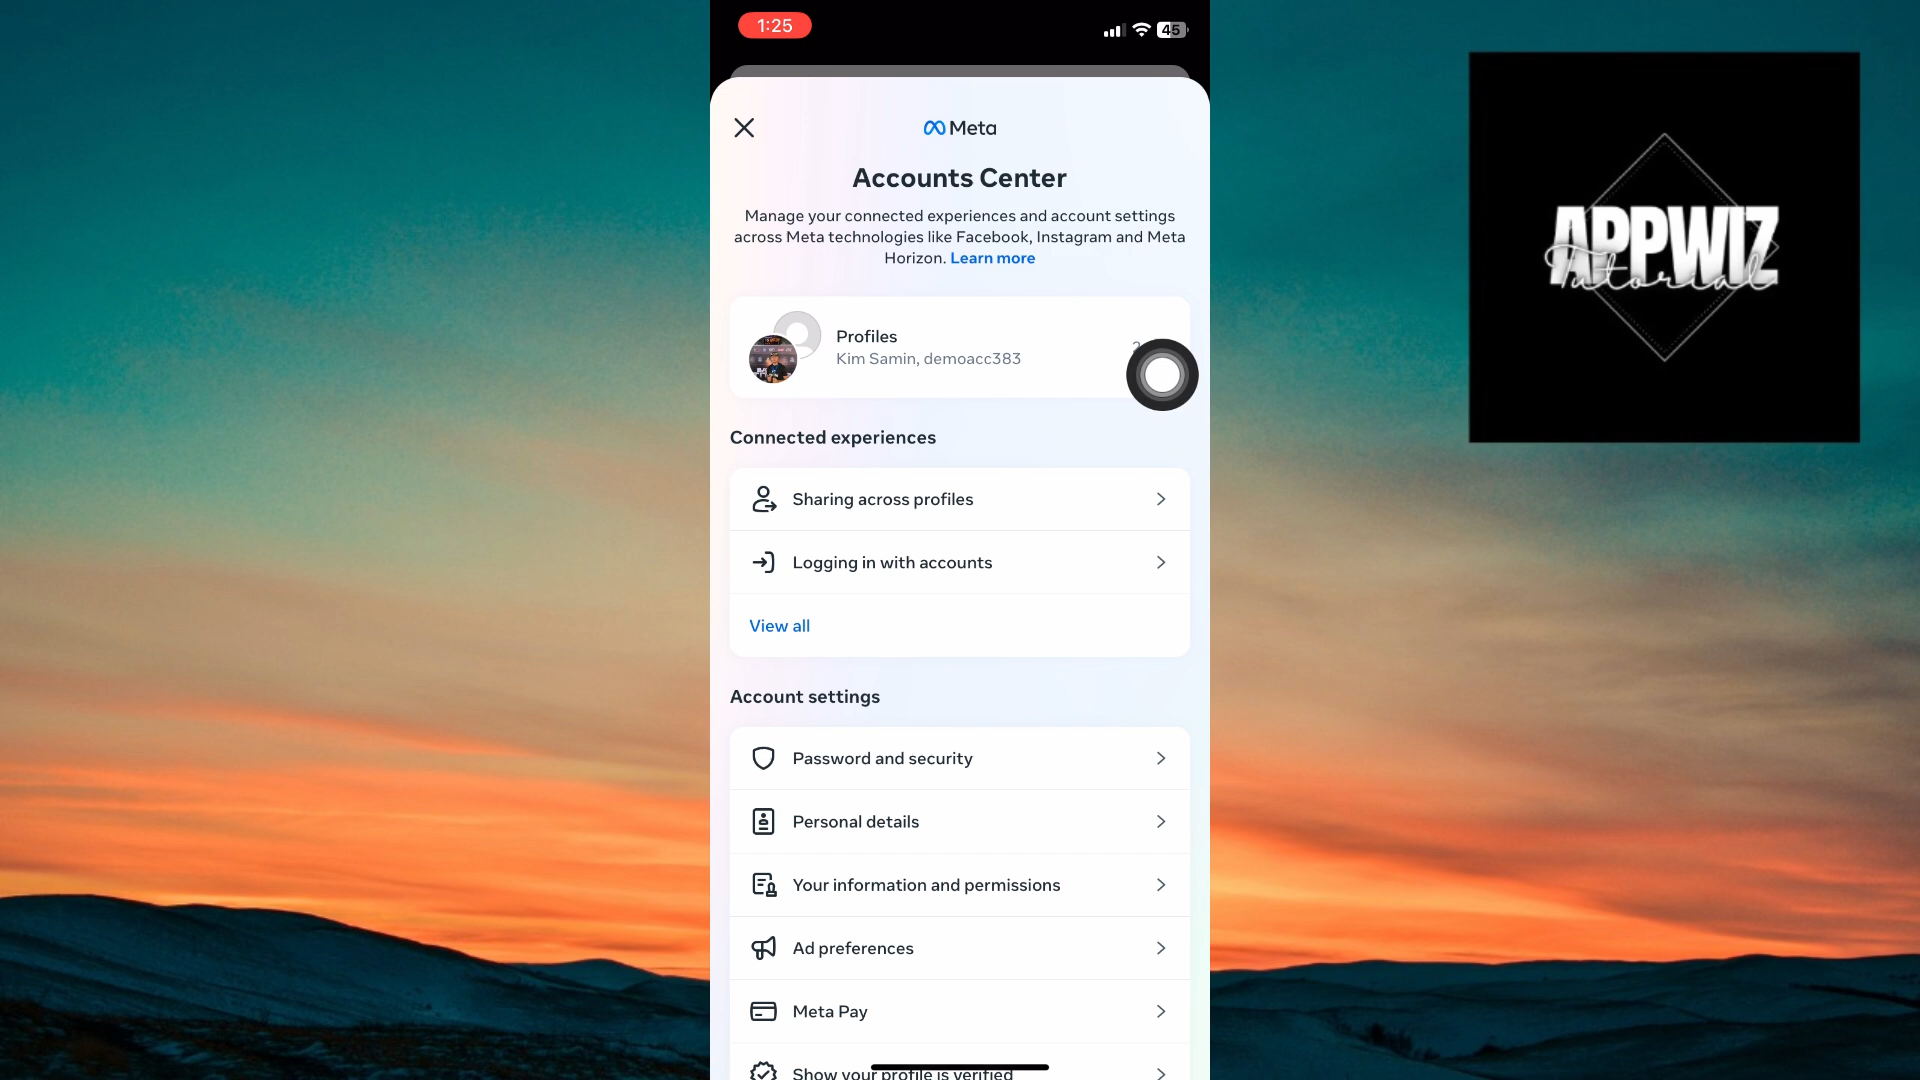 1:25
45
Meta
Accounts Center
Manage your connected experiences and account settings
across Meta technologies like Facebook, Instagram and Meta
Horizon. Learn more
Profiles
Kim Samin, demoacc383
Connected experiences
Sharing across profiles
Logging in with accounts
View all
Account settings
Password and security
Personal details
Your information and permissions
Ad preferences
Meta Pay
Show your profile is verified
APPWIZ
Tutorial